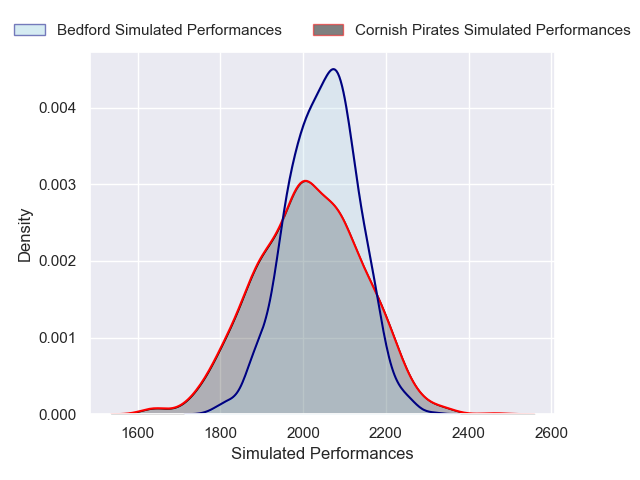 Bedford Simulated Performances Cornish Pirates Simulated Performances
0.004
0.003
0.002
0.001
0.000
Density
1600 1800 2000 2200 2400 2600
Simulated Performances